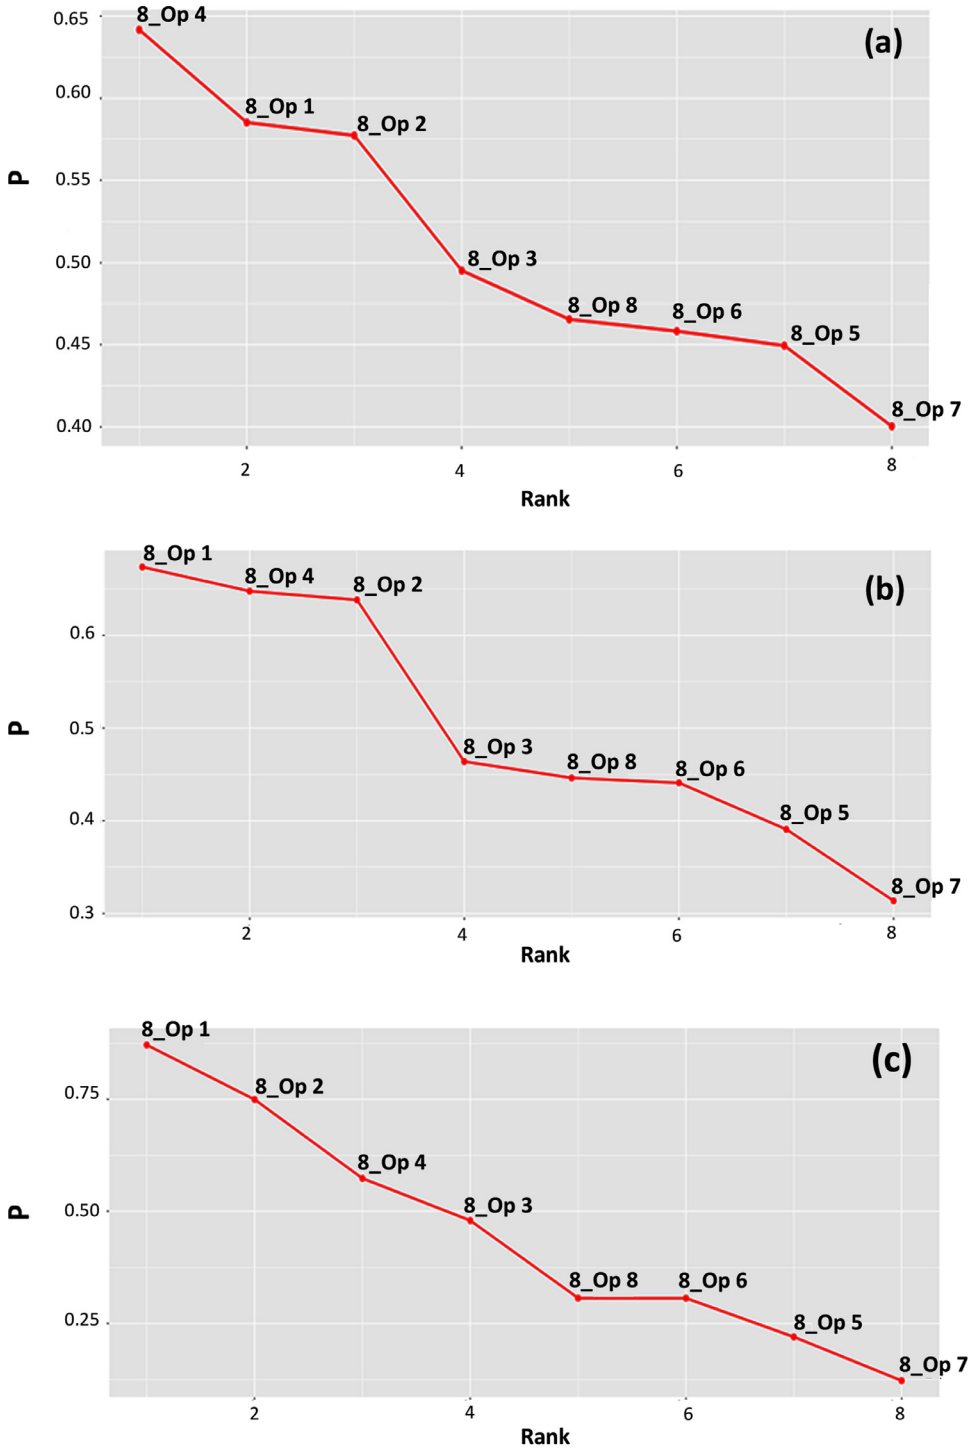 8_Op 4
0.65
(a)
0.60
8_Op 1
8_Op 2
P
0.55
0.50
8_Op 3
8_Op 8
8_Op 6
8_Op 5
0.45
8_Op 7
0.40
2
4
6
8
Rank
8_Op 1
8_Op 4
8_Op 2
(b)
0.6
P
0.5
8_Op 3
8_Op 8
8_Op 6
0.4
8_Op 5
8_Op 7
0.3
2
4
6
8
Rank
8_Op 1
(c)
0.75
8_Op 2
8_Op 4
P
0.50
8_Op 3
8_Op 8
8_Op 6
0.25
8_Op 5
8_Op 7
2
4
6
8
Rank